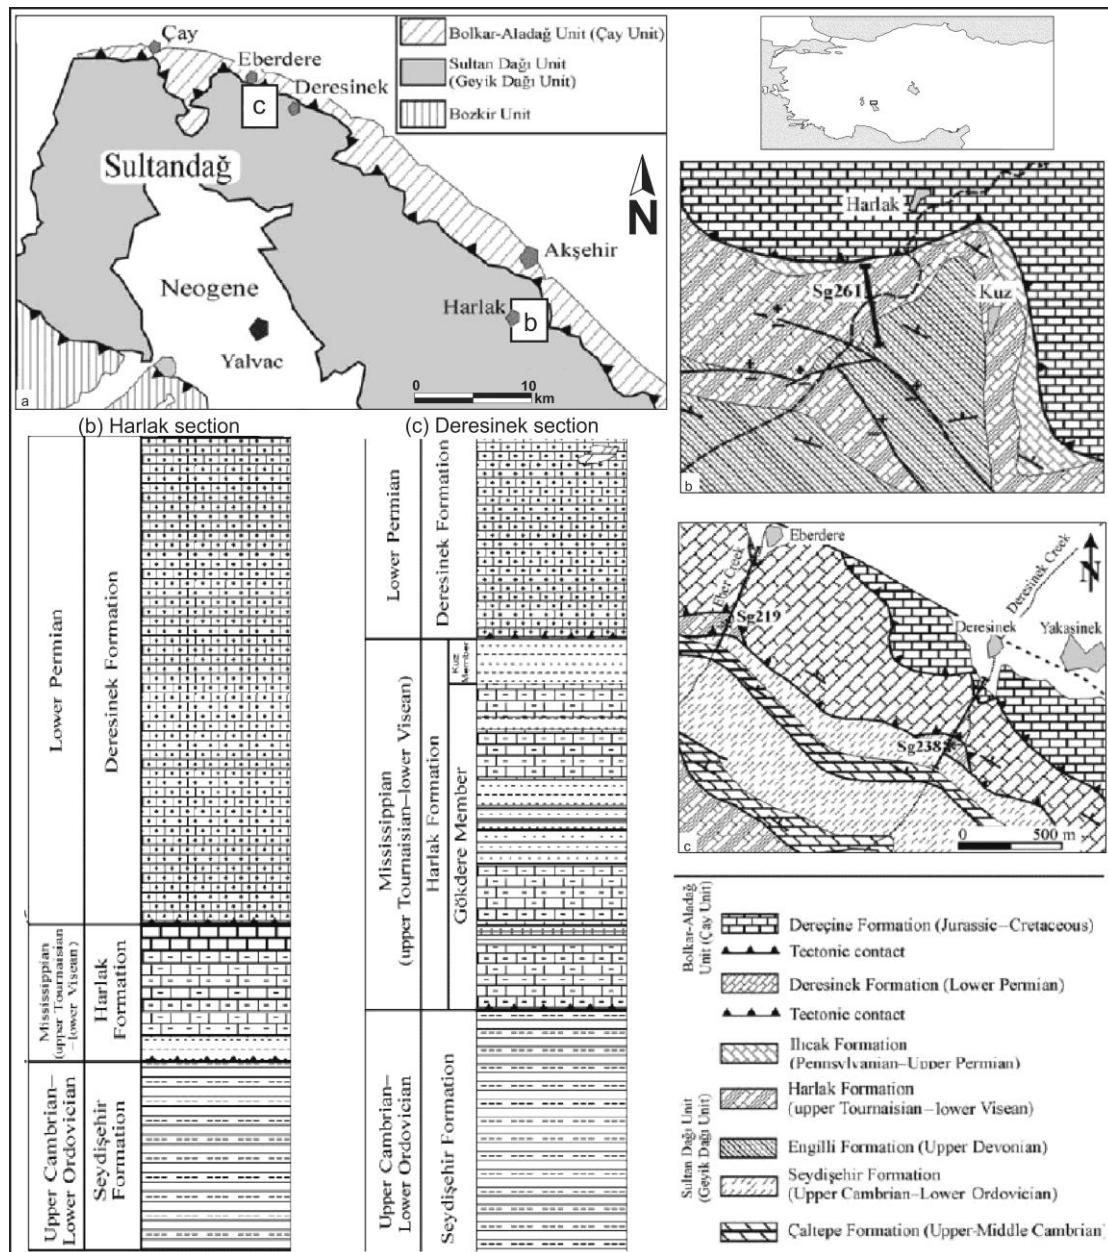 Çay
Eberdere
Deresinek
c
Sultandağ
Neogene
Yalvac
Akşehir
Harlak
b
N
0 10
km
a
Bolkar-Aladağ Unit (Çay Unit)
Sultan Dağı Unit
(Geyik Dağı Unit)
Bozkir Unit
Harlak
Sg261
Kuz
b
(b) Harlak section
Lower Permian
Deresinek Formation
Mississippian
(upper Tournaisian
–lower Visean)
Harlak
Formation
Upper Cambrian–
Lower Ordovician
Seydişehir
Formation
(c) Deresinek section
Lower Permian
Deresinek Formation
Mississippian
(upper Tournaisian–lower Visean)
Harlak Formation
Kuz
Member
Gökdere Member
Upper Cambrian–
Lower Ordovician
Seydişehir Formation
Eberdere
Eber Creek
Sg219
Deresinek Creek
N
Deresinek
Yakasinek
Sg238
0 500 m
c
Bolkar-Aladağ
Unit (Çay Unit)
Dereçine Formation (Jurassic–Cretaceous)
Tectonic contact
Deresinek Formation (Lower Permian)
Tectonic contact
Sultan Dağı Unit
(Geyik Dağı Unit)
Ilıcak Formation
(Pennsylvanian–Upper Permian)
Harlak Formation
(upper Tournaisian–lower Visean)
Engilli Formation (Upper Devonian)
Seydişehir Formation
(Upper Cambrian–Lower Ordovician)
Çaltepe Formation (Upper-Middle Cambrian)